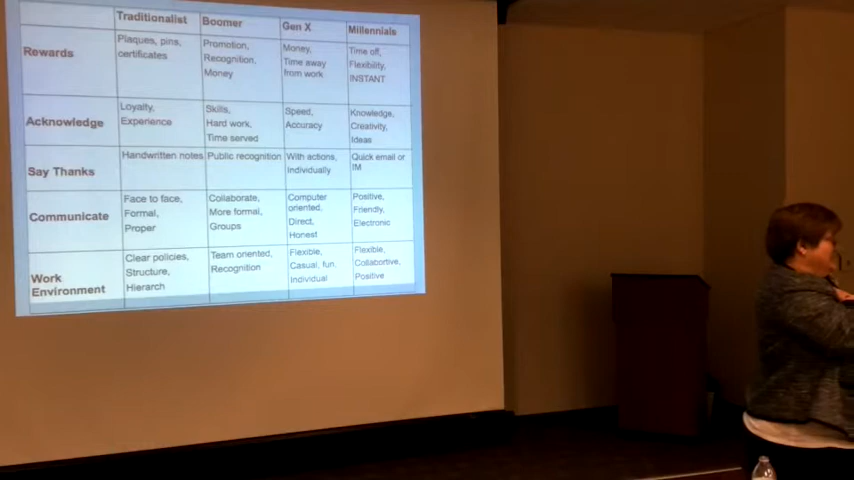 Traditionalist Boomer Gen X Millennials
Rewards
Plaques, pins,
certificates
Promotion,
Recognition,
Money
Money,
Time away
from work
Time off,
Flexibility,
INSTANT
Acknowledge
Loyalty,
Experience
Skills,
Hard work,
Time served
Speed,
Accuracy
Knowledge,
Creativity,
Ideas
Say Thanks
Handwritten notes
Public recognition
With actions,
individually
Quick email or
IM
Communicate
Face to face,
Formal,
Proper
Collaborate,
More formal,
Groups
Computer
oriented,
Direct,
Honest
Positive,
Friendly,
Electronic
Work
Environment
Clear policies,
Structure,
Hierarch
Team oriented,
Recognition
Flexible,
Casual, fun,
Individual
Flexible,
Collabortive,
Positive